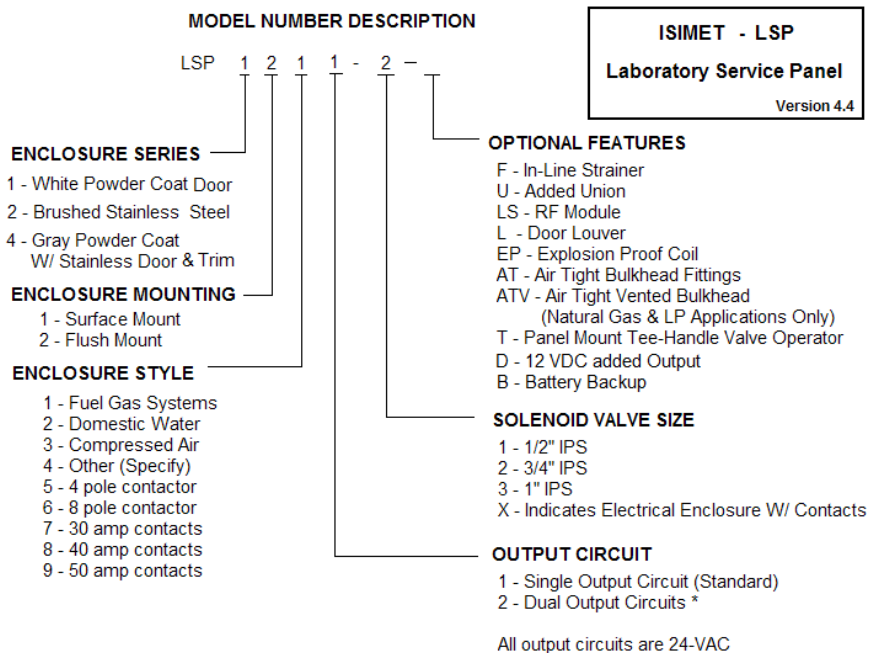 MODEL NUMBER DESCRIPTION
LSP 1 2 1 1 - 2 -
ISIMET - LSP
Laboratory Service Panel
Version 4.4
ENCLOSURE SERIES
1 - White Powder Coat Door
2 - Brushed Stainless Steel
4 - Gray Powder Coat
W/ Stainless Door & Trim
ENCLOSURE MOUNTING
1 - Surface Mount
2 - Flush Mount
ENCLOSURE STYLE
1 - Fuel Gas Systems
2 - Domestic Water
3 - Compressed Air
4 - Other (Specify)
5 - 4 pole contactor
6 - 8 pole contactor
7 - 30 amp contacts
8 - 40 amp contacts
9 - 50 amp contacts
OPTIONAL FEATURES
F - In-Line Strainer
U - Added Union
LS - RF Module
L - Door Louver
EP - Explosion Proof Coil
AT - Air Tight Bulkhead Fittings
ATV - Air Tight Vented Bulkhead
(Natural Gas & LP Applications Only)
T - Panel Mount Tee-Handle Valve Operator
D - 12 VDC added Output
B - Battery Backup
SOLENOID VALVE SIZE
1 - 1/2" IPS
2 - 3/4" IPS
3 - 1" IPS
X - Indicates Electrical Enclosure W/ Contacts
OUTPUT CIRCUIT
1 - Single Output Circuit (Standard)
2 - Dual Output Circuits *
All output circuits are 24-VAC